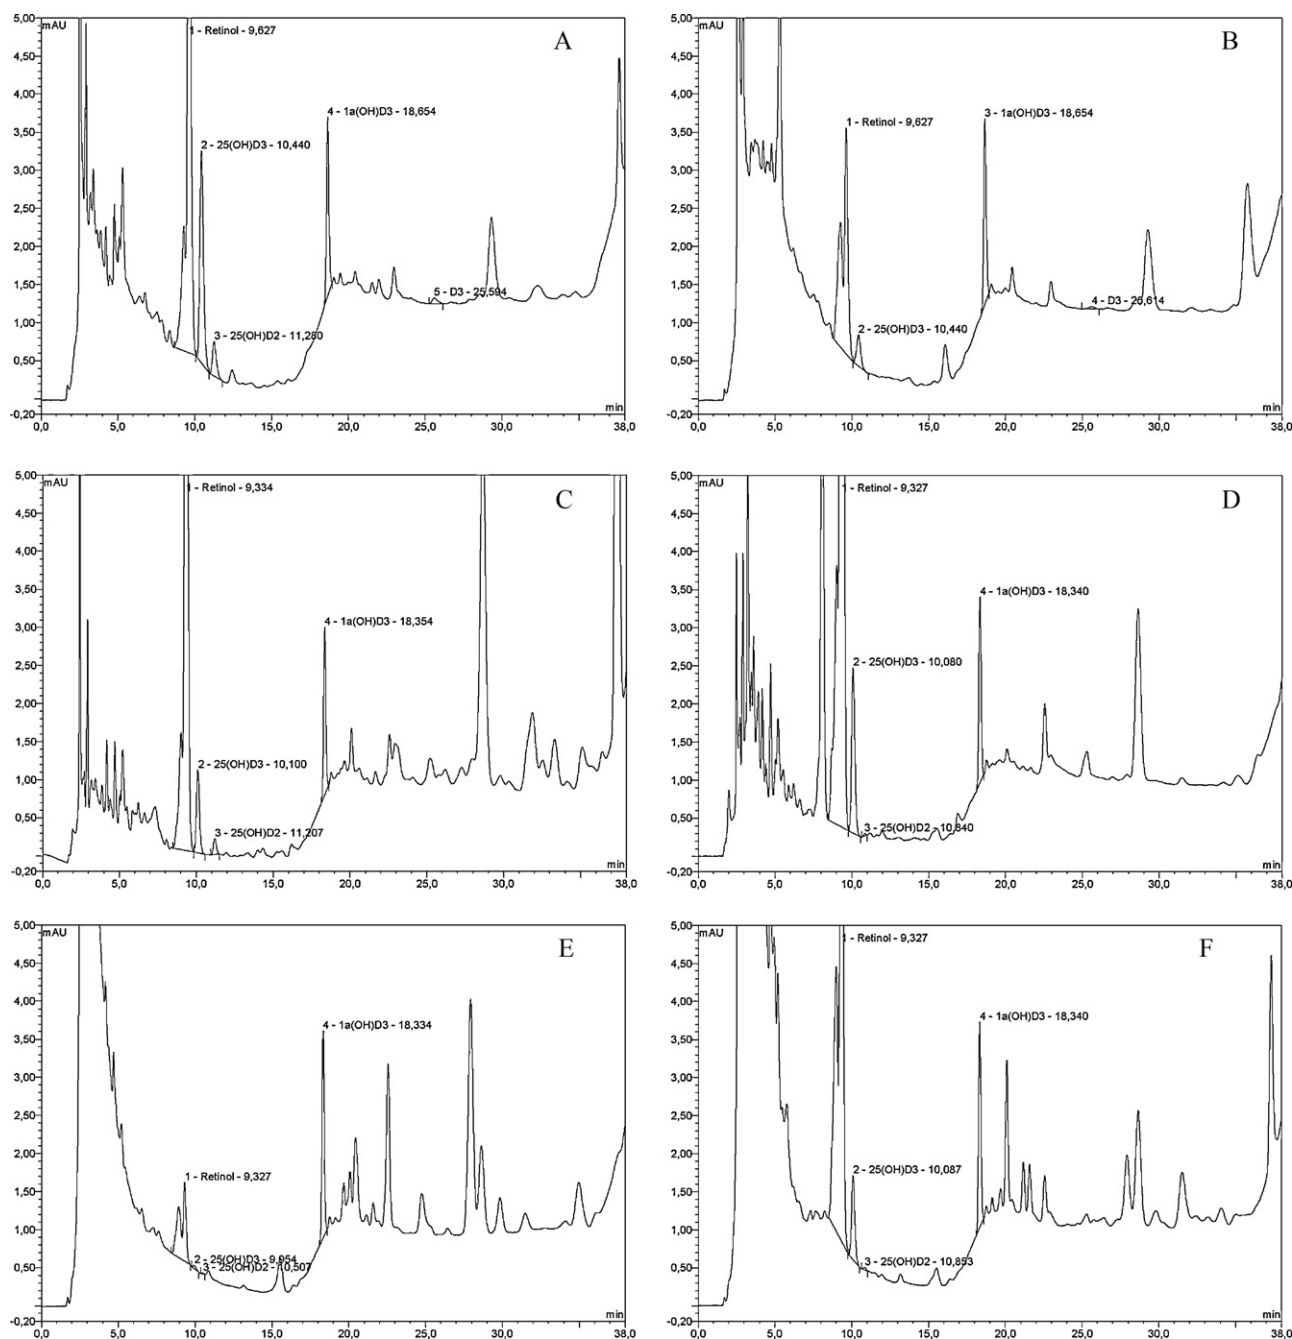 A
mAU
1 - Retinol - 9,627
2 - 25(OH)D3 - 10,440
3 - 25(OH)D2 - 11,280
4 - 1a(OH)D3 - 18,654
5 - D3 - 25,594
min
5,00
4,50
4,00
3,50
3,00
2,50
2,00
1,50
1,00
0,50
-0,20
0,0 5,0 10,0 15,0 20,0 25,0 30,0 38,0
B
mAU
1 - Retinol - 9,627
2 - 25(OH)D3 - 10,440
3 - 1a(OH)D3 - 18,654
4 - D3 - 25,614
min
5,00
4,50
4,00
3,50
3,00
2,50
2,00
1,50
1,00
0,50
-0,20
0,0 5,0 10,0 15,0 20,0 25,0 30,0 38,0
C
mAU
1 - Retinol - 9,334
2 - 25(OH)D3 - 10,100
3 - 25(OH)D2 - 11,207
4 - 1a(OH)D3 - 18,354
min
5,00
4,50
4,00
3,50
3,00
2,50
2,00
1,50
1,00
0,50
-0,20
0,0 5,0 10,0 15,0 20,0 25,0 30,0 38,0
D
mAU
1 - Retinol - 9,327
2 - 25(OH)D3 - 10,080
3 - 25(OH)D2 - 10,840
4 - 1a(OH)D3 - 18,340
min
5,00
4,50
4,00
3,50
3,00
2,50
2,00
1,50
1,00
0,50
-0,20
0,0 5,0 10,0 15,0 20,0 25,0 30,0 38,0
E
mAU
1 - Retinol - 9,327
2 - 25(OH)D3 - 9,954
3 - 25(OH)D2 - 10,507
4 - 1a(OH)D3 - 18,334
min
5,00
4,50
4,00
3,50
3,00
2,50
2,00
1,50
1,00
0,50
-0,20
0,0 5,0 10,0 15,0 20,0 25,0 30,0 38,0
F
mAU
1 - Retinol - 9,327
2 - 25(OH)D3 - 10,087
3 - 25(OH)D2 - 10,853
4 - 1a(OH)D3 - 18,340
min
5,00
4,50
4,00
3,50
3,00
2,50
2,00
1,50
1,00
0,50
-0,20
0,0 5,0 10,0 15,0 20,0 25,0 30,0 38,0